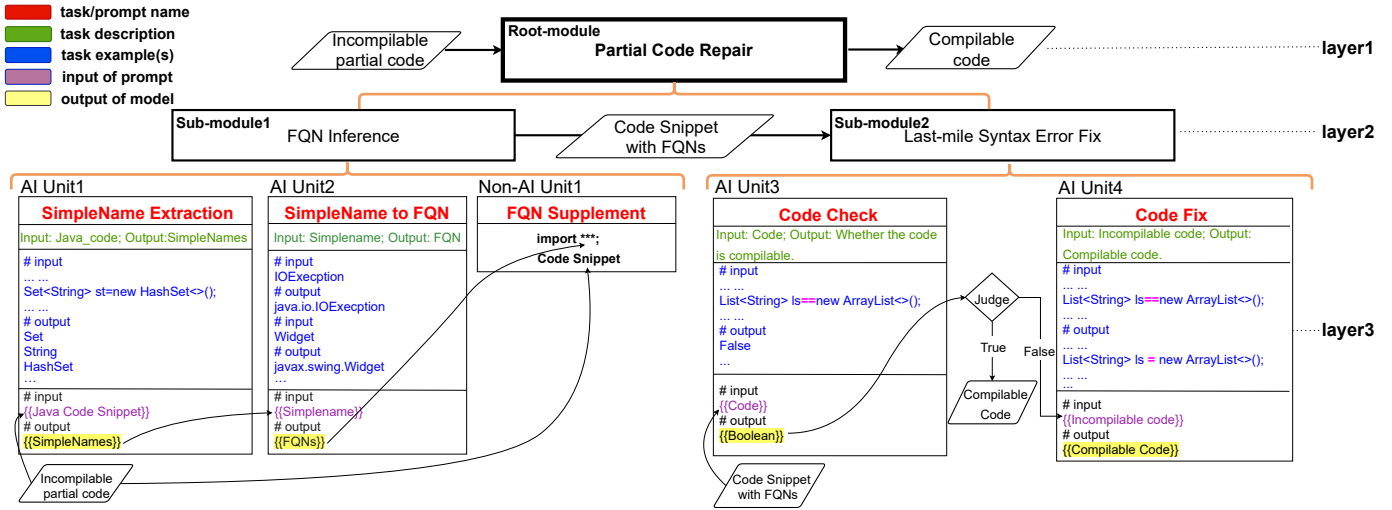 task/prompt name
task description
task example(s)
input of prompt
output of model
Incompilable
partial code
Root-module
Partial Code Repair
Compilable
code
layer1
Sub-module1
FQN Inference
Code Snippet
with FQNs
Sub-module2
Last-mile Syntax Error Fix
layer2
AI Unit1
SimpleName Extraction
Input: Java_code; Output:SimpleNames
# input
... ...
Set<String> st=new HashSet<>();
... ...
# output
Set
String
HashSet
...
# input
{{Java Code Snippet}}
# output
{{SimpleNames}}
Incompilable
partial code
AI Unit2
SimpleName to FQN
Input: Simplename; Output: FQN
# input
IOExecption
# output
java.io.IOExecption
# input
Widget
# output
javax.swing.Widget
...
# input
{{Simplename}}
# output
{{FQNs}}
Non-AI Unit1
FQN Supplement
import ***;
Code Snippet
AI Unit3
Code Check
Input: Code; Output: Whether the code
is compilable.
# input
... ...
List<String> ls==new ArrayList<>();
... ...
# output
False
...
# input
{{Code}}
# output
{{Boolean}}
Code Snippet
with FQNs
Judge
True
False
Compilable
Code
AI Unit4
Code Fix
Input: Incompilable code; Output:
Compilable code.
# input
... ...
List<String> ls==new ArrayList<>();
... ...
# output
... ...
List<String> ls = new ArrayList<>();
... ...
...
# input
{{Incompilable code}}
# output
{{Compilable Code}}
layer3